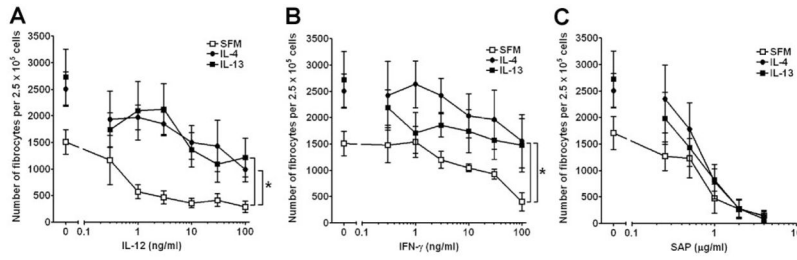 A
Number of fibrocytes per 2.5 x 10⁵ cells
3500
3000
2500
2000
1500
1000
500
0
SFM
IL-4
IL-13
*
0 0.1 1 10 100
IL-12 (ng/ml)
B
Number of fibrocytes per 2.5 x 10⁵ cells
3500
3000
2500
2000
1500
1000
500
0
SFM
IL-4
IL-13
*
0 0.1 1 10 100
IFN-γ (ng/ml)
C
Number of fibrocytes per 2.5 x 10⁵ cells
3500
3000
2500
2000
1500
1000
500
0
SFM
IL-4
IL-13
0 0.1 1 10
SAP (μg/ml)